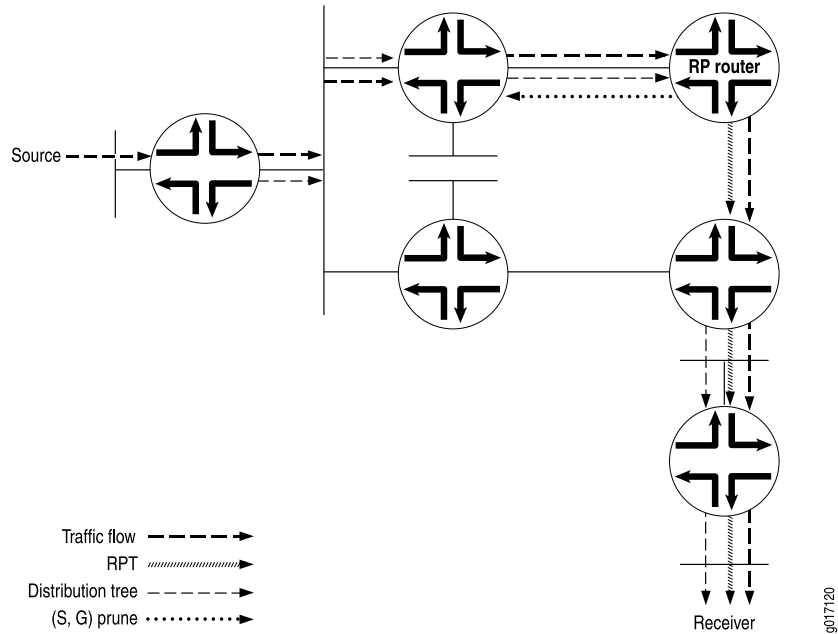 RP router
Source
Traffic flow
RPT
Distribution tree
(S, G) prune
Receiver
g017120